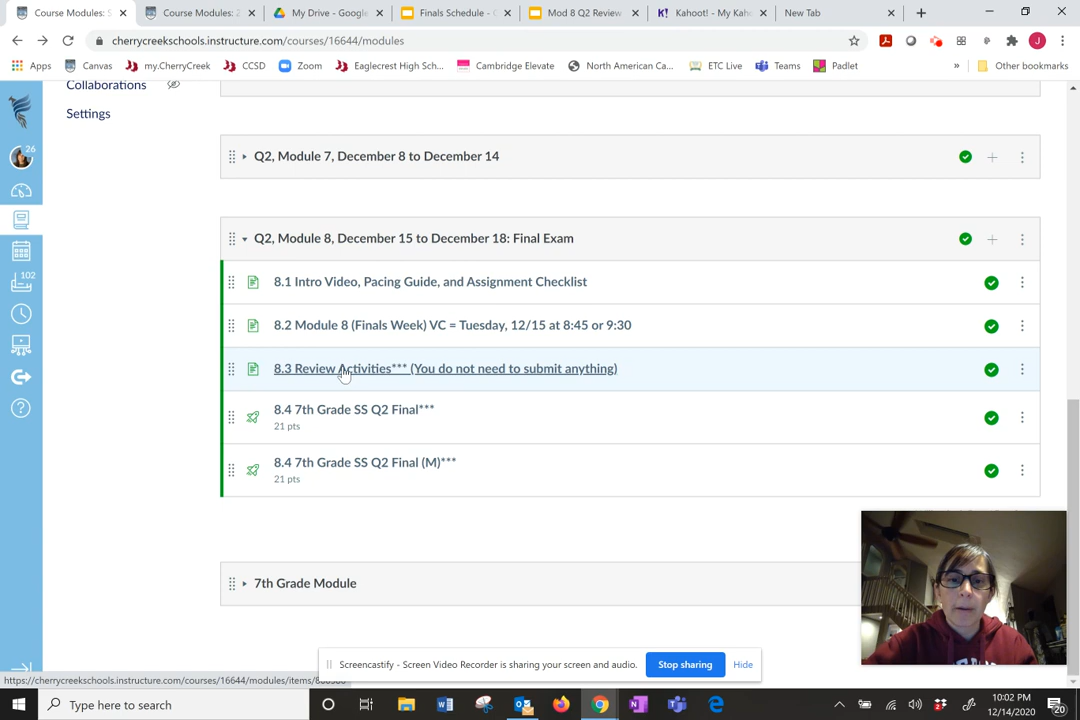 Course Modules: S
Course Modules: 2
My Drive - Google
Finals Schedule - G
Mod 8 Q2 Review
K! Kahoot! - My Kah
New Tab
cherrycreekschools.instructure.com/courses/16644/modules
J
Apps
Canvas
my.CherryCreek
CCSD
Zoom
Eaglecrest High Sch...
Cambridge Elevate
North American Ca...
ETC Live
Teams
Padlet
»
Other bookmarks
Collaborations
Settings
26
102
Q2, Module 7, December 8 to December 14
Q2, Module 8, December 15 to December 18: Final Exam
8.1 Intro Video, Pacing Guide, and Assignment Checklist
8.2 Module 8 (Finals Week) VC = Tuesday, 12/15 at 8:45 or 9:30
8.3 Review Activities*** (You do not need to submit anything)
8.4 7th Grade SS Q2 Final***
21 pts
8.4 7th Grade SS Q2 Final (M)***
21 pts
7th Grade Module
Screencastify - Screen Video Recorder is sharing your screen and audio.
Stop sharing
Hide
Type here to search
10:02 PM
12/14/2020
20